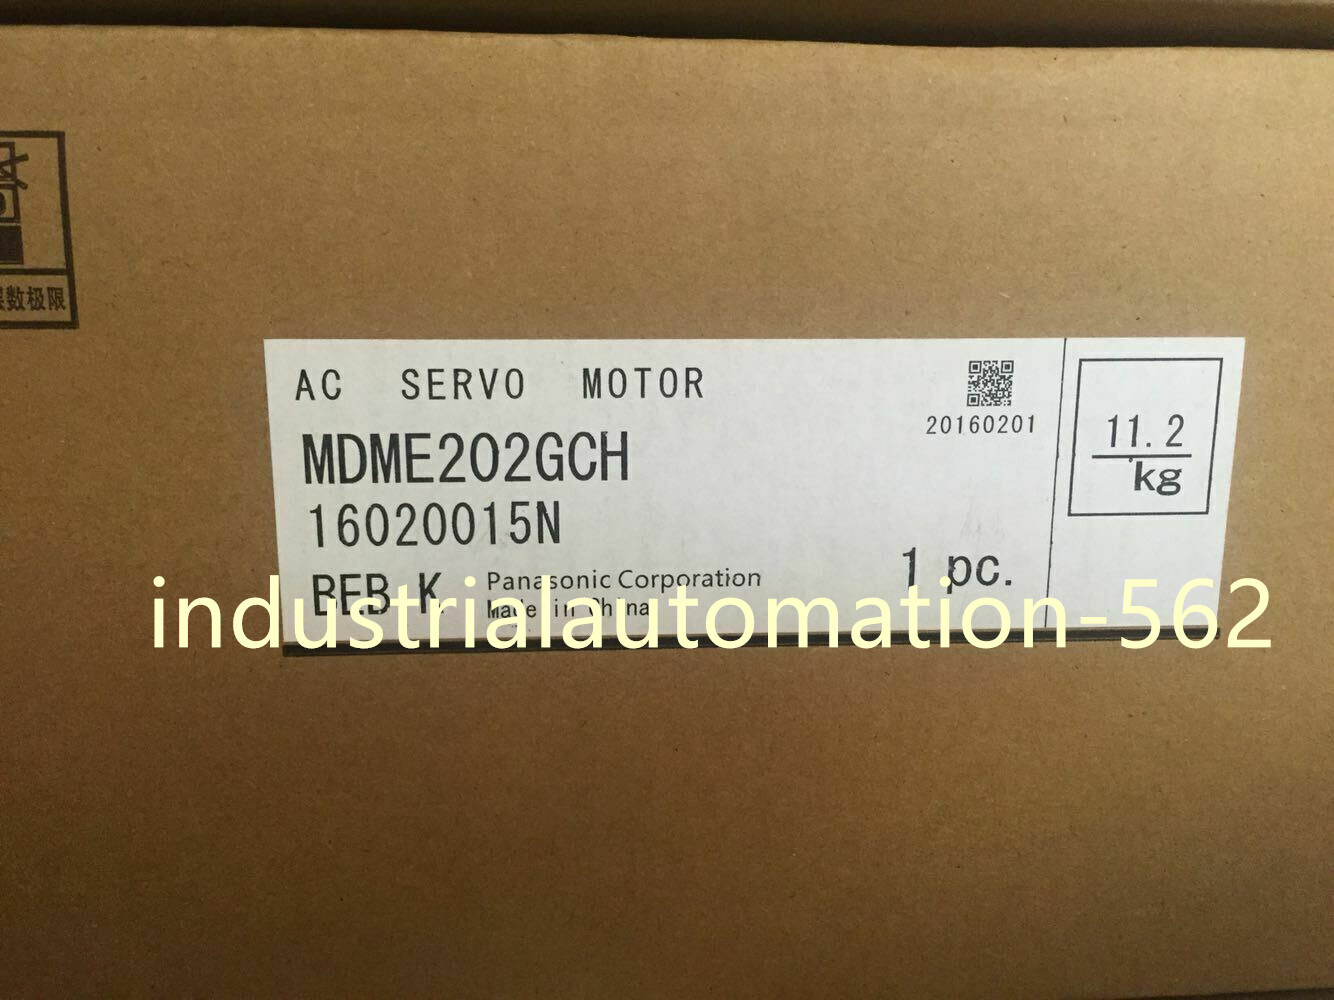 数极限
AC SERVO MOTOR
20160201
MDME202GCH
16020015N
11.2
kg
BEB K
Panasonic Corporation
Made in China
1 pc.
industrialautomation-562